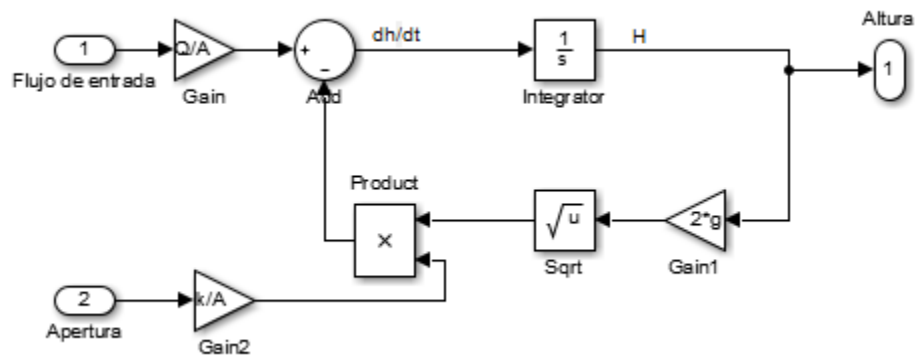 Altura
1
Q/A
+
−
dh/dt
1
s
H
1
Flujo de entrada
Gain
Add
Integrator
Product
×
√u
2*g
Sqrt
Gain1
2
k/A
Apertura
Gain2